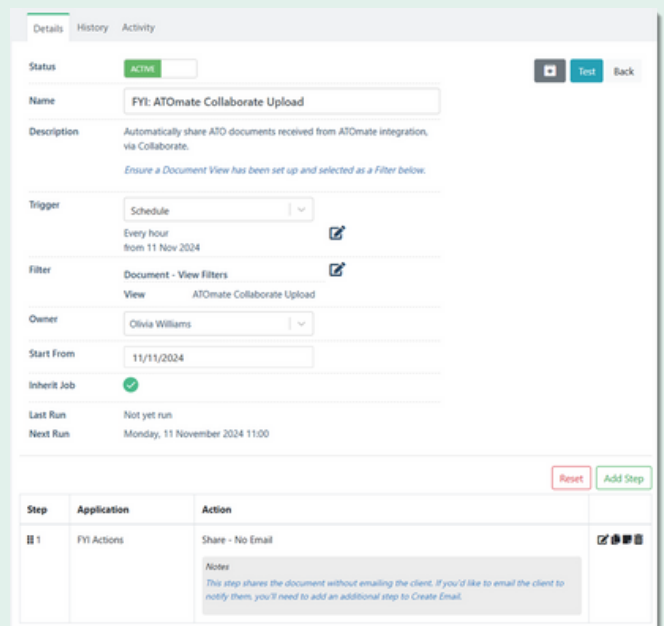 Details History Activity
Status ACTIVE Test Back
Name FYI: ATOmate Collaborate Upload
Description Automatically share ATO documents received from ATOmate integration,
via Collaborate.
Ensure a Document View has been set up and selected as a Filter below.
Trigger Schedule
Every hour
from 11 Nov 2024
Filter Document - View Filters
View ATOmate Collaborate Upload
Owner Olivia Williams
Start From 11/11/2024
Inherit Job
Last Run Not yet run
Next Run Monday, 11 November 2024 11:00
Reset Add Step
Step Application Action
1 FYI Actions Share - No Email
Notes
This step shares the document without emailing the client. If you'd like to email the client to
notify them, you'll need to add an additional step to Create Email.